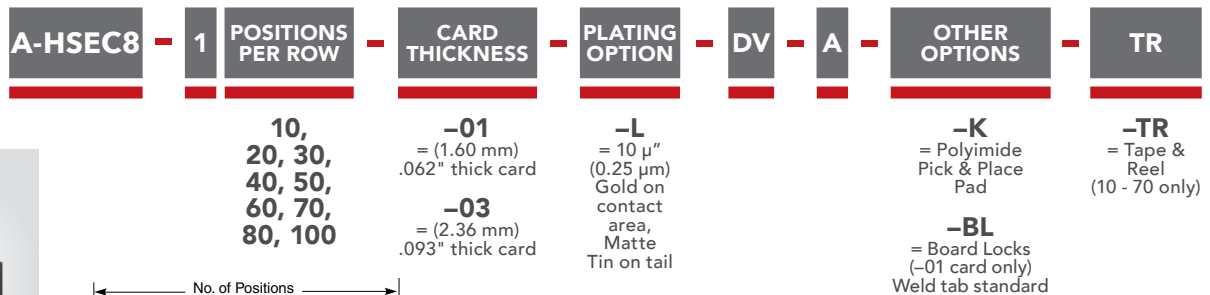 A-HSEC8 – 1 POSITIONS PER ROW – CARD THICKNESS – PLATING OPTION – DV – A – OTHER OPTIONS – TR
10,
20, 30,
40, 50,
60, 70,
80, 100
–01
= (1.60 mm)
.062" thick card
–03
= (2.36 mm)
.093" thick card
–L
= 10 µ"
(0.25 µm)
Gold on
contact
area,
Matte
Tin on tail
–K
= Polyimide
Pick & Place
Pad
–BL
= Board Locks
(–01 card only)
Weld tab standard
–TR
= Tape &
Reel
(10 - 70 only)
No. of Positions